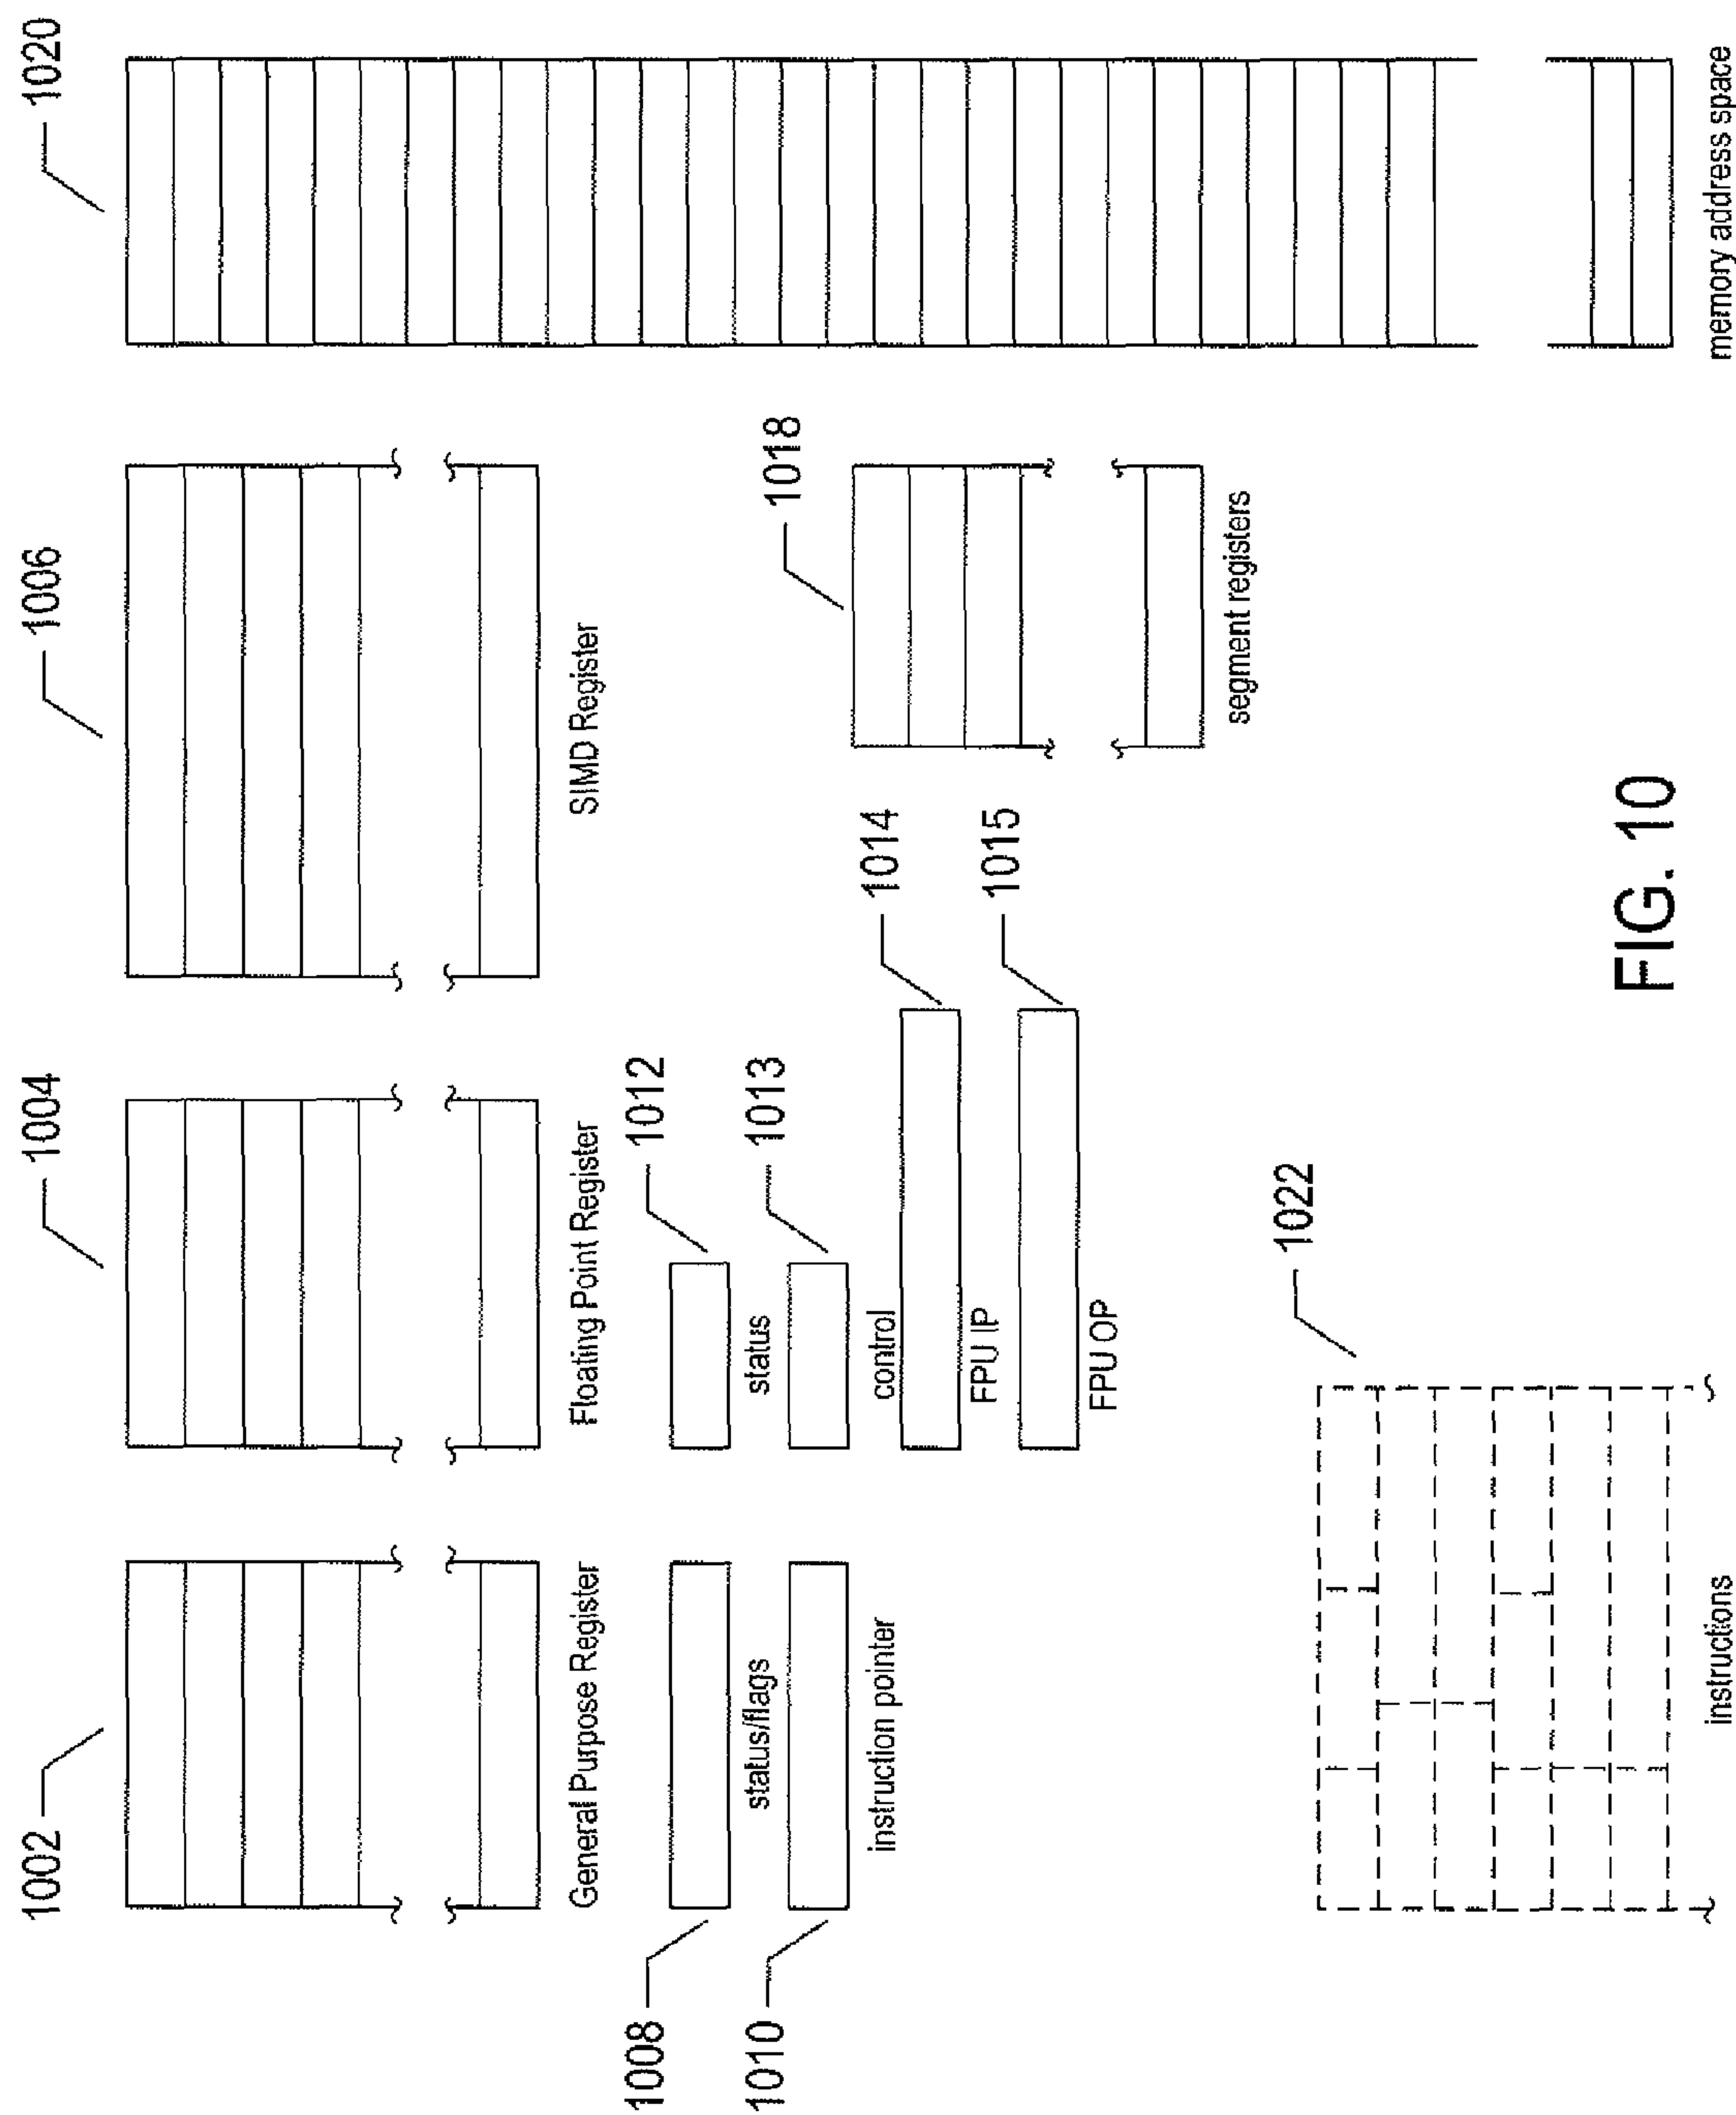 1002
1004
1006
1020
General Purpose Register
Floating Point Register
SIMD Register
1008
status/flags
1010
instruction pointer
1012
status
1013
control
1014
FPU IP
1015
FPU OP
1018
segment registers
1022
instructions
FIG. 10
memory address space